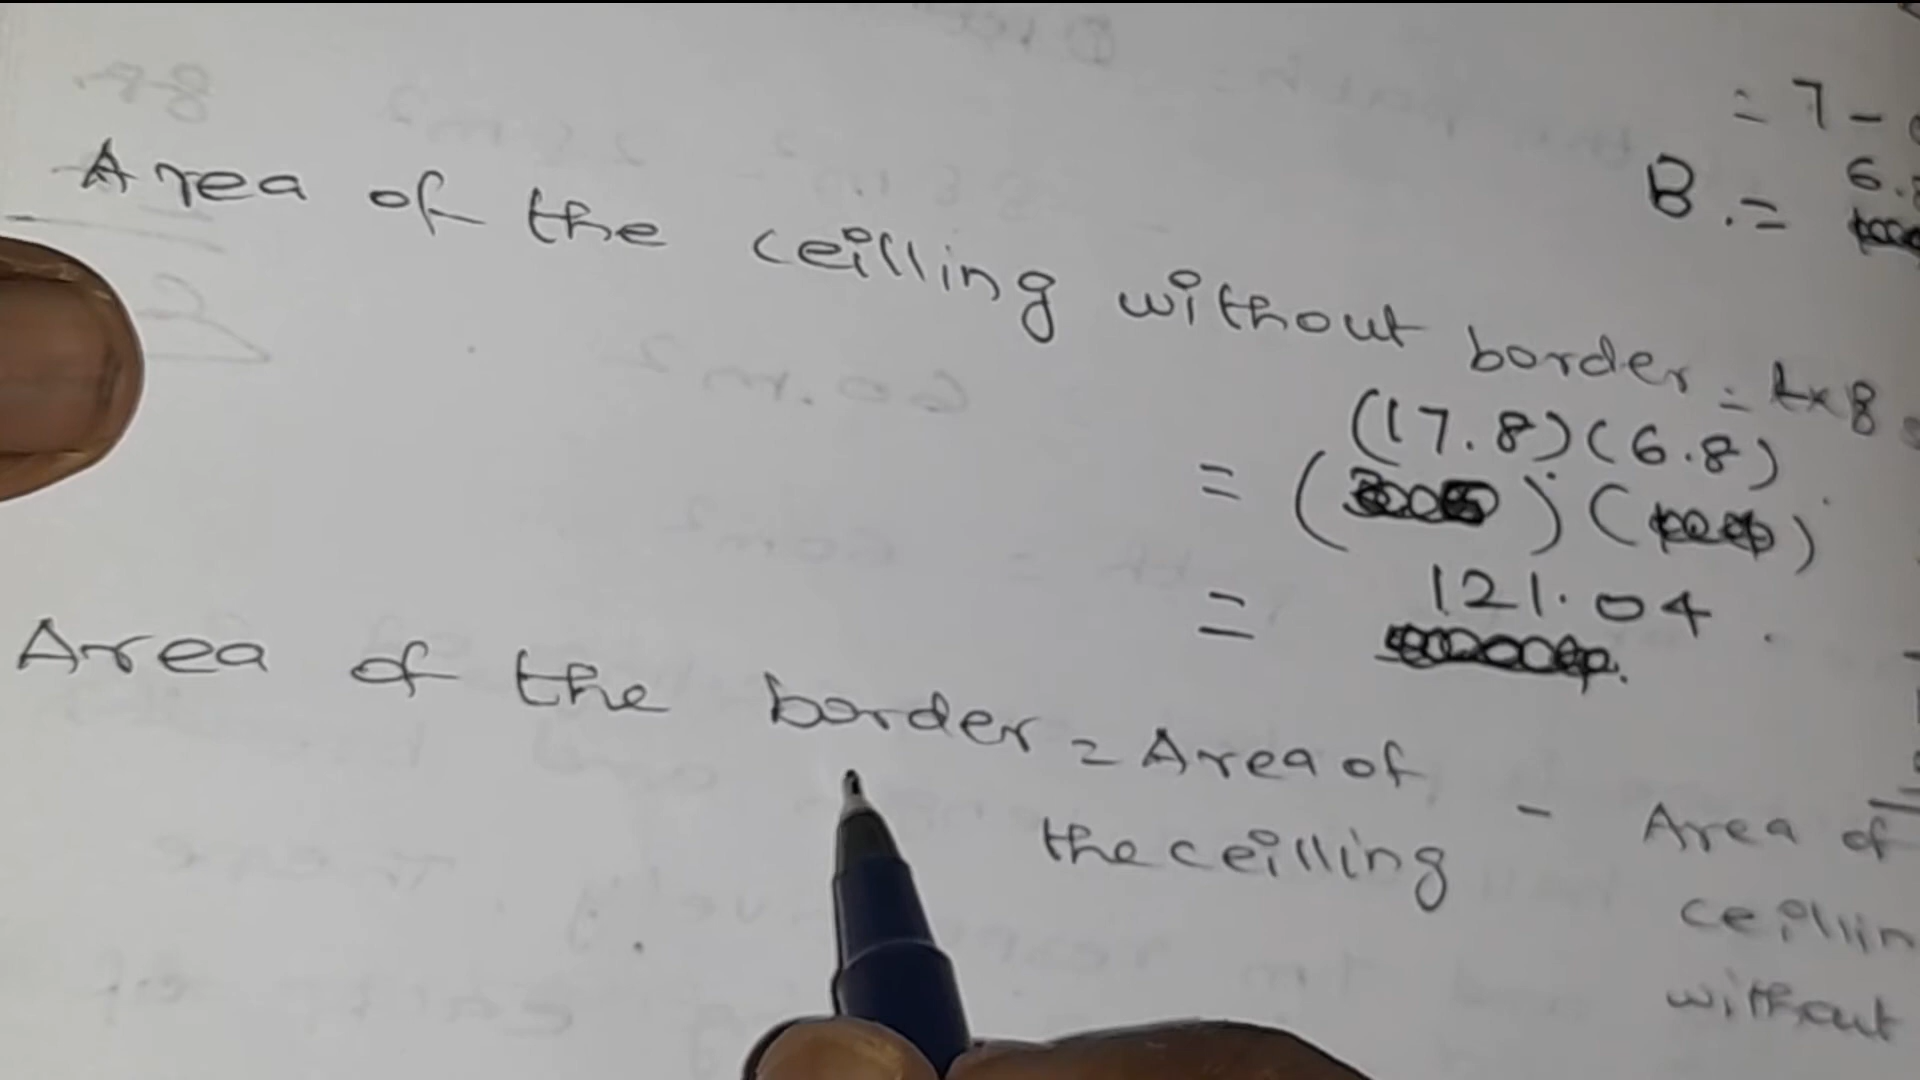 = 7 -
B. = 6.8
Area of the ceilling without border = l×B
(17.8)(6.8)
= ( ) ( )
= 121.04
Area of the border = Area of the ceilling - Area of ceillin without